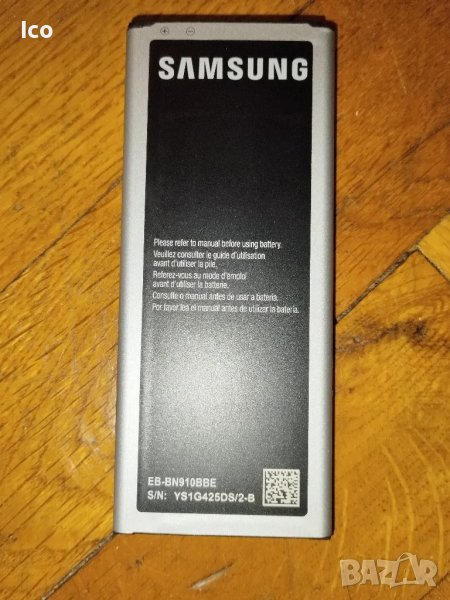 Ico
SAMSUNG
Please refer to manual before using battery.
Veuillez consulter le guide d'utilisation
avant d'utiliser la pile.
Referez-vous au mode d'emploi
avant d'utiliser la batterie.
Consulte o manual antes de usar a bateria.
Por favor lea el manual antes de utilizar la batería.
EB-BN910BBE
S/N: YS1G425DS/2-B
BAZAR